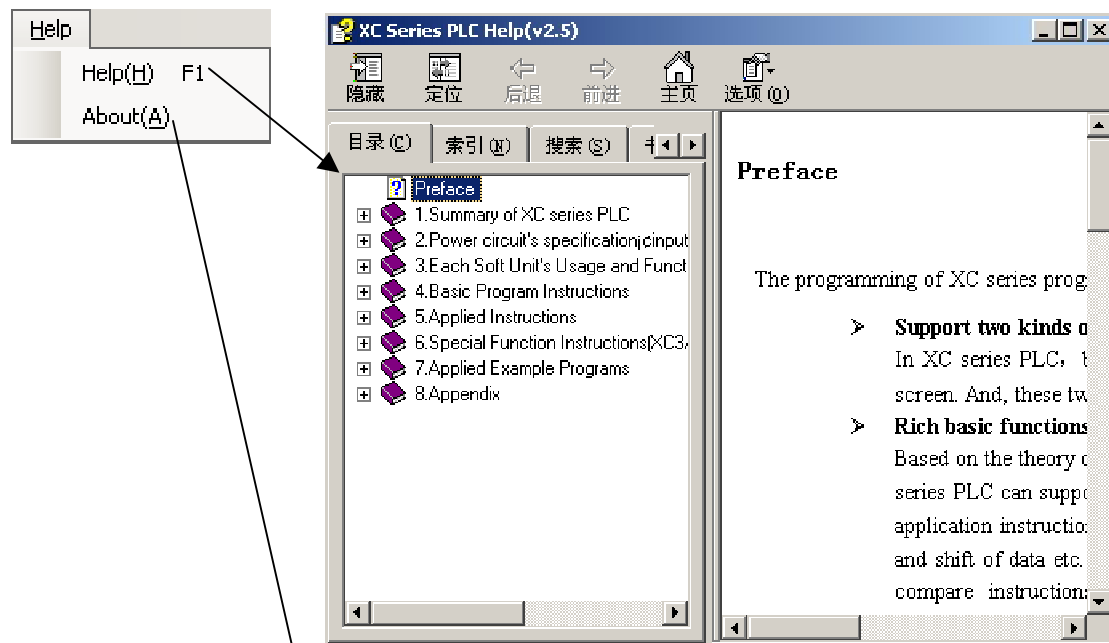 Help
Help(H) F1
About(A)
XC Series PLC Help(v2.5)
隐藏 定位 后退 前进 主页 选项(O)
目录(C) 索引(N) 搜索(S)
Preface
1.Summary of XC series PLC
2.Power circuit's specification¡¢input
3.Each Soft Unit's Usage and Funct
4.Basic Program Instructions
5.Applied Instructions
6.Special Function Instructions(XC3,
7.Applied Example Programs
8.Appendix
Preface
The programming of XC series prog
➢ Support two kinds o
In XC series PLC, b
screen. And, these tw
➢ Rich basic functions
Based on the theory o
series PLC can suppo
application instructio
and shift of data etc.
compare instructions